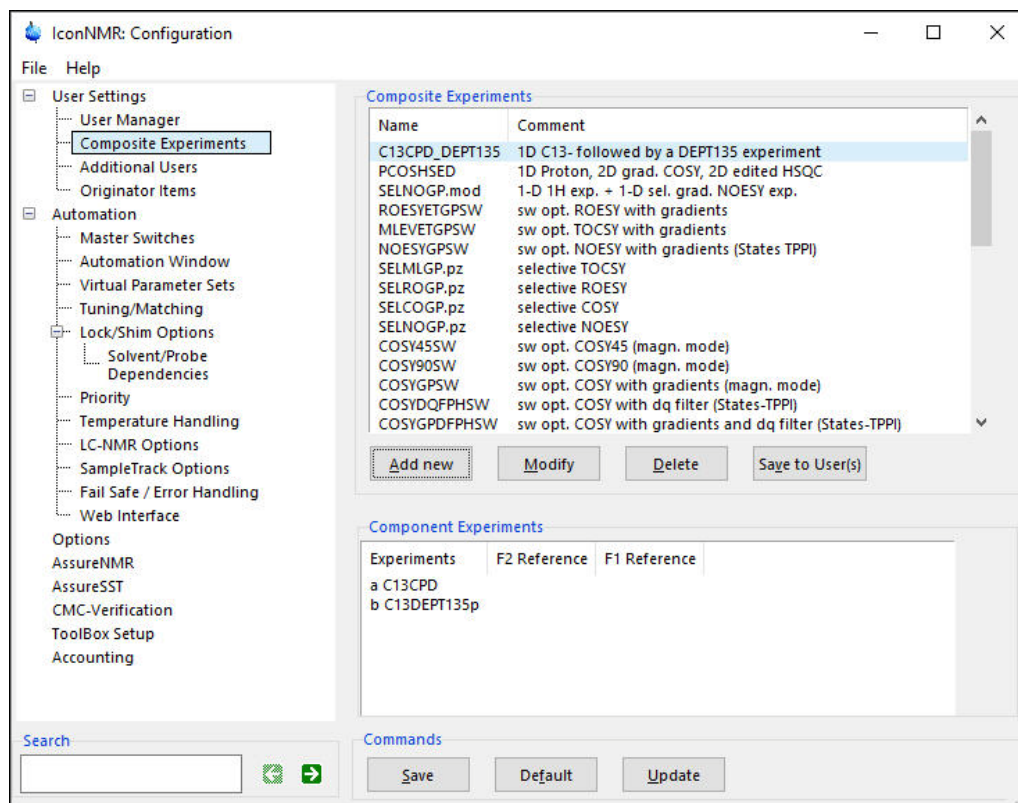 IconNMR: Configuration
File Help
User Settings
User Manager
Composite Experiments
Additional Users
Originator Items
Automation
Master Switches
Automation Window
Virtual Parameter Sets
Tuning/Matching
Lock/Shim Options
Solvent/Probe
Dependencies
Priority
Temperature Handling
LC-NMR Options
SampleTrack Options
Fail Safe / Error Handling
Web Interface
Options
AssureNMR
AssureSST
CMC-Verification
ToolBox Setup
Accounting
Search
Composite Experiments
Name Comment
C13CPD_DEPT135 1D C13- followed by a DEPT135 experiment
PCOSHSED 1D Proton, 2D grad. COSY, 2D edited HSQC
SELNOGP.mod 1-D 1H exp. + 1-D sel. grad. NOESY exp.
ROESYETGPSW sw opt. ROESY with gradients
MLEVETGPSW sw opt. TOCSY with gradients
NOESYGPSW sw opt. NOESY with gradients (States TPPI)
SELMLGP.pz selective TOCSY
SELROGP.pz selective ROESY
SELCOGP.pz selective COSY
SELNOGP.pz selective NOESY
COSY45SW sw opt. COSY45 (magn. mode)
COSY90SW sw opt. COSY90 (magn. mode)
COSYGPSW sw opt. COSY with gradients (magn. mode)
COSYDQFPHSW sw opt. COSY with dq filter (States-TPPI)
COSYGPDFPHSW sw opt. COSY with gradients and dq filter (States-TPPI)
Add new Modify Delete Save to User(s)
Component Experiments
Experiments F2 Reference F1 Reference
a C13CPD
b C13DEPT135p
Commands
Save Default Update